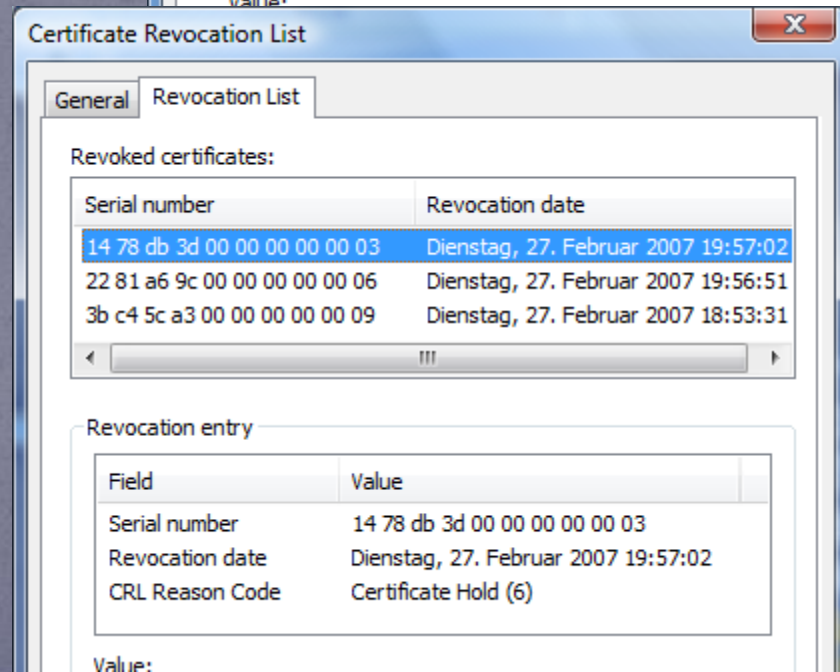 Value:
Certificate Revocation List
General Revocation List
Revoked certificates:
Serial number Revocation date
14 78 db 3d 00 00 00 00 00 03 Dienstag, 27. Februar 2007 19:57:02
22 81 a6 9c 00 00 00 00 00 06 Dienstag, 27. Februar 2007 19:56:51
3b c4 5c a3 00 00 00 00 00 09 Dienstag, 27. Februar 2007 18:53:31
Revocation entry
Field Value
Serial number 14 78 db 3d 00 00 00 00 00 03
Revocation date Dienstag, 27. Februar 2007 19:57:02
CRL Reason Code Certificate Hold (6)
Value: